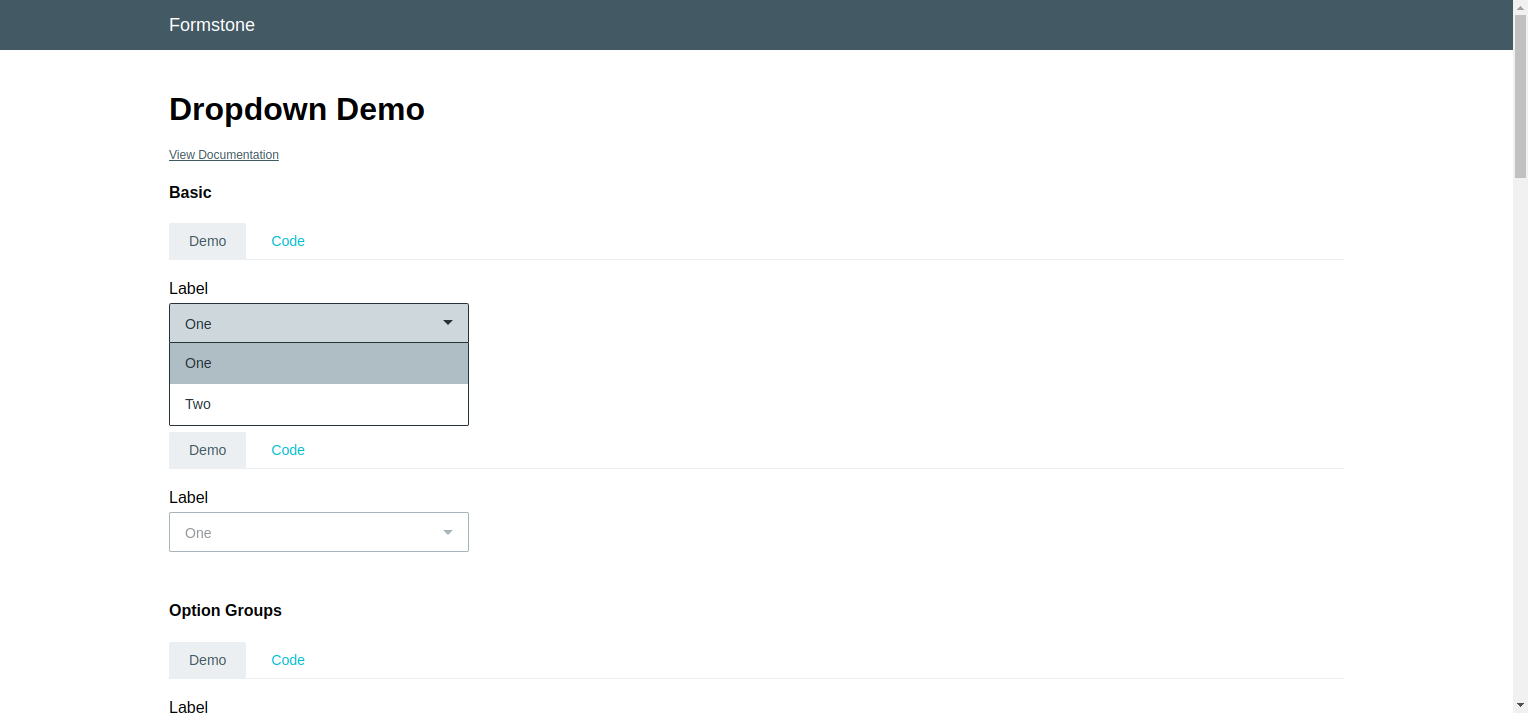 Formstone
Dropdown Demo
View Documentation
Basic
Demo Code
Label
One
One
Two
Demo Code
Label
One
Option Groups
Demo Code
Label